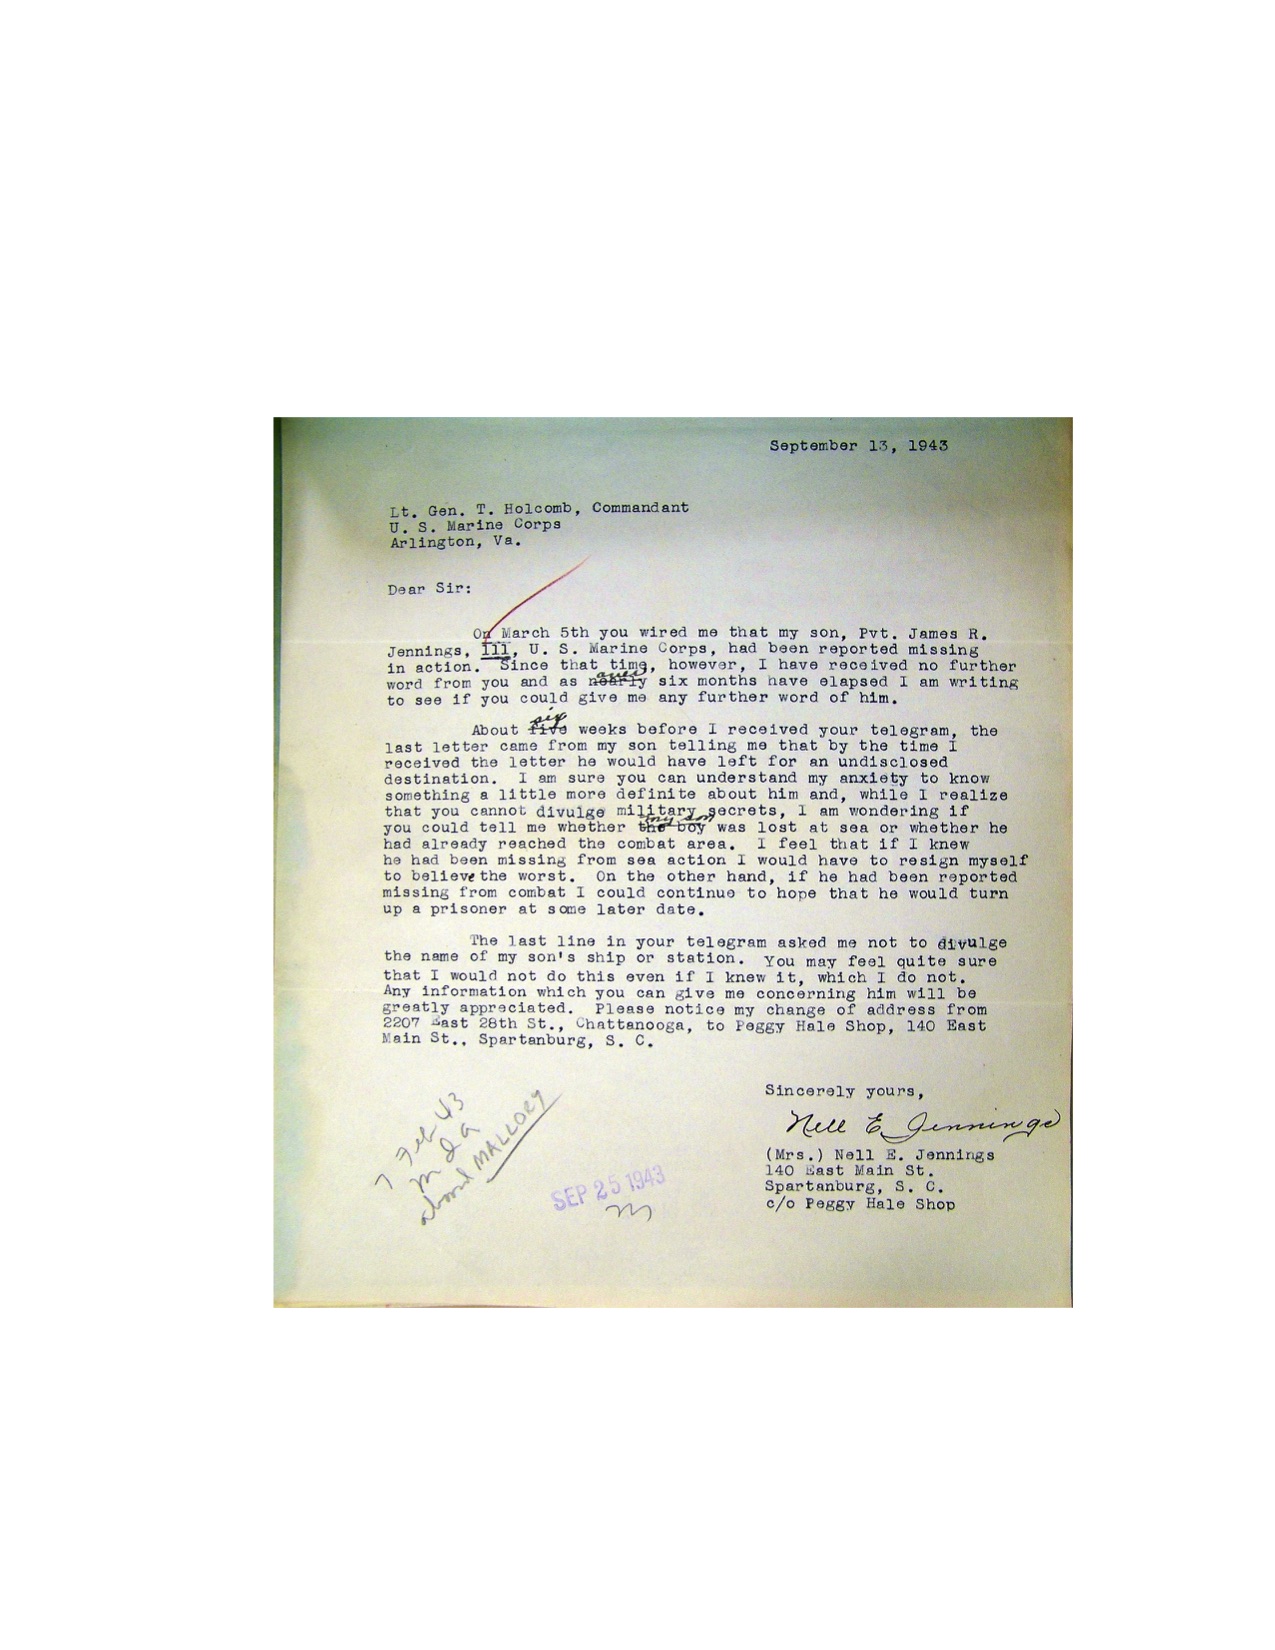 September 13, 1943
Lt. Gen. T. Holcomb, Commandant
U. S. Marine Corps
Arlington, Va.
Dear Sir:
On March 5th you wired me that my son, Pvt. James R.
Jennings, III, U. S. Marine Corps, had been reported missing
in action. Since that time, however, I have received no further
over
word from you and as nearly six months have elapsed I am writing
to see if you could give me any further word of him.
six
About five weeks before I received your telegram, the
last letter came from my son telling me that by the time I
received the letter he would have left for an undisclosed
destination. I am sure you can understand my anxiety to know
something a little more definite about him and, while I realize
that you cannot divulge military secrets, I am wondering if
my son
you could tell me whether the boy was lost at sea or whether he
had already reached the combat area. I feel that if I knew
he had been missing from sea action I would have to resign myself
to believe the worst. On the other hand, if he had been reported
missing from combat I could continue to hope that he would turn
up a prisoner at some later date.
The last line in your telegram asked me not to divulge
the name of my son's ship or station. You may feel quite sure
that I would not do this even if I knew it, which I do not.
Any information which you can give me concerning him will be
greatly appreciated. Please notice my change of address from
2207 East 28th St., Chattanooga, to Peggy Hale Shop, 140 East
Main St., Spartanburg, S. C.
Sincerely yours,
Nell E. Jennings
(Mrs.) Nell E. Jennings
140 East Main St.
Spartanburg, S. C.
c/o Peggy Hale Shop
7 Feb 43
aboard MALLORY
SEP 25 1943